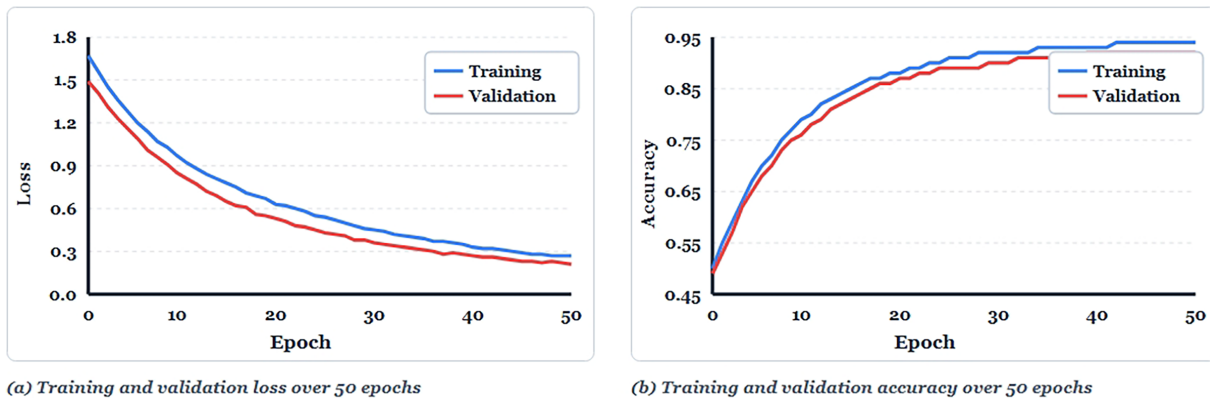 1.8
1.5
1.2
0.9
0.6
0.3
0.0
Loss
0 10 20 30 40 50
Epoch
Training
Validation
(a) Training and validation loss over 50 epochs
0.95
0.85
0.75
0.65
0.55
0.45
Accuracy
0 10 20 30 40 50
Epoch
Training
Validation
(b) Training and validation accuracy over 50 epochs